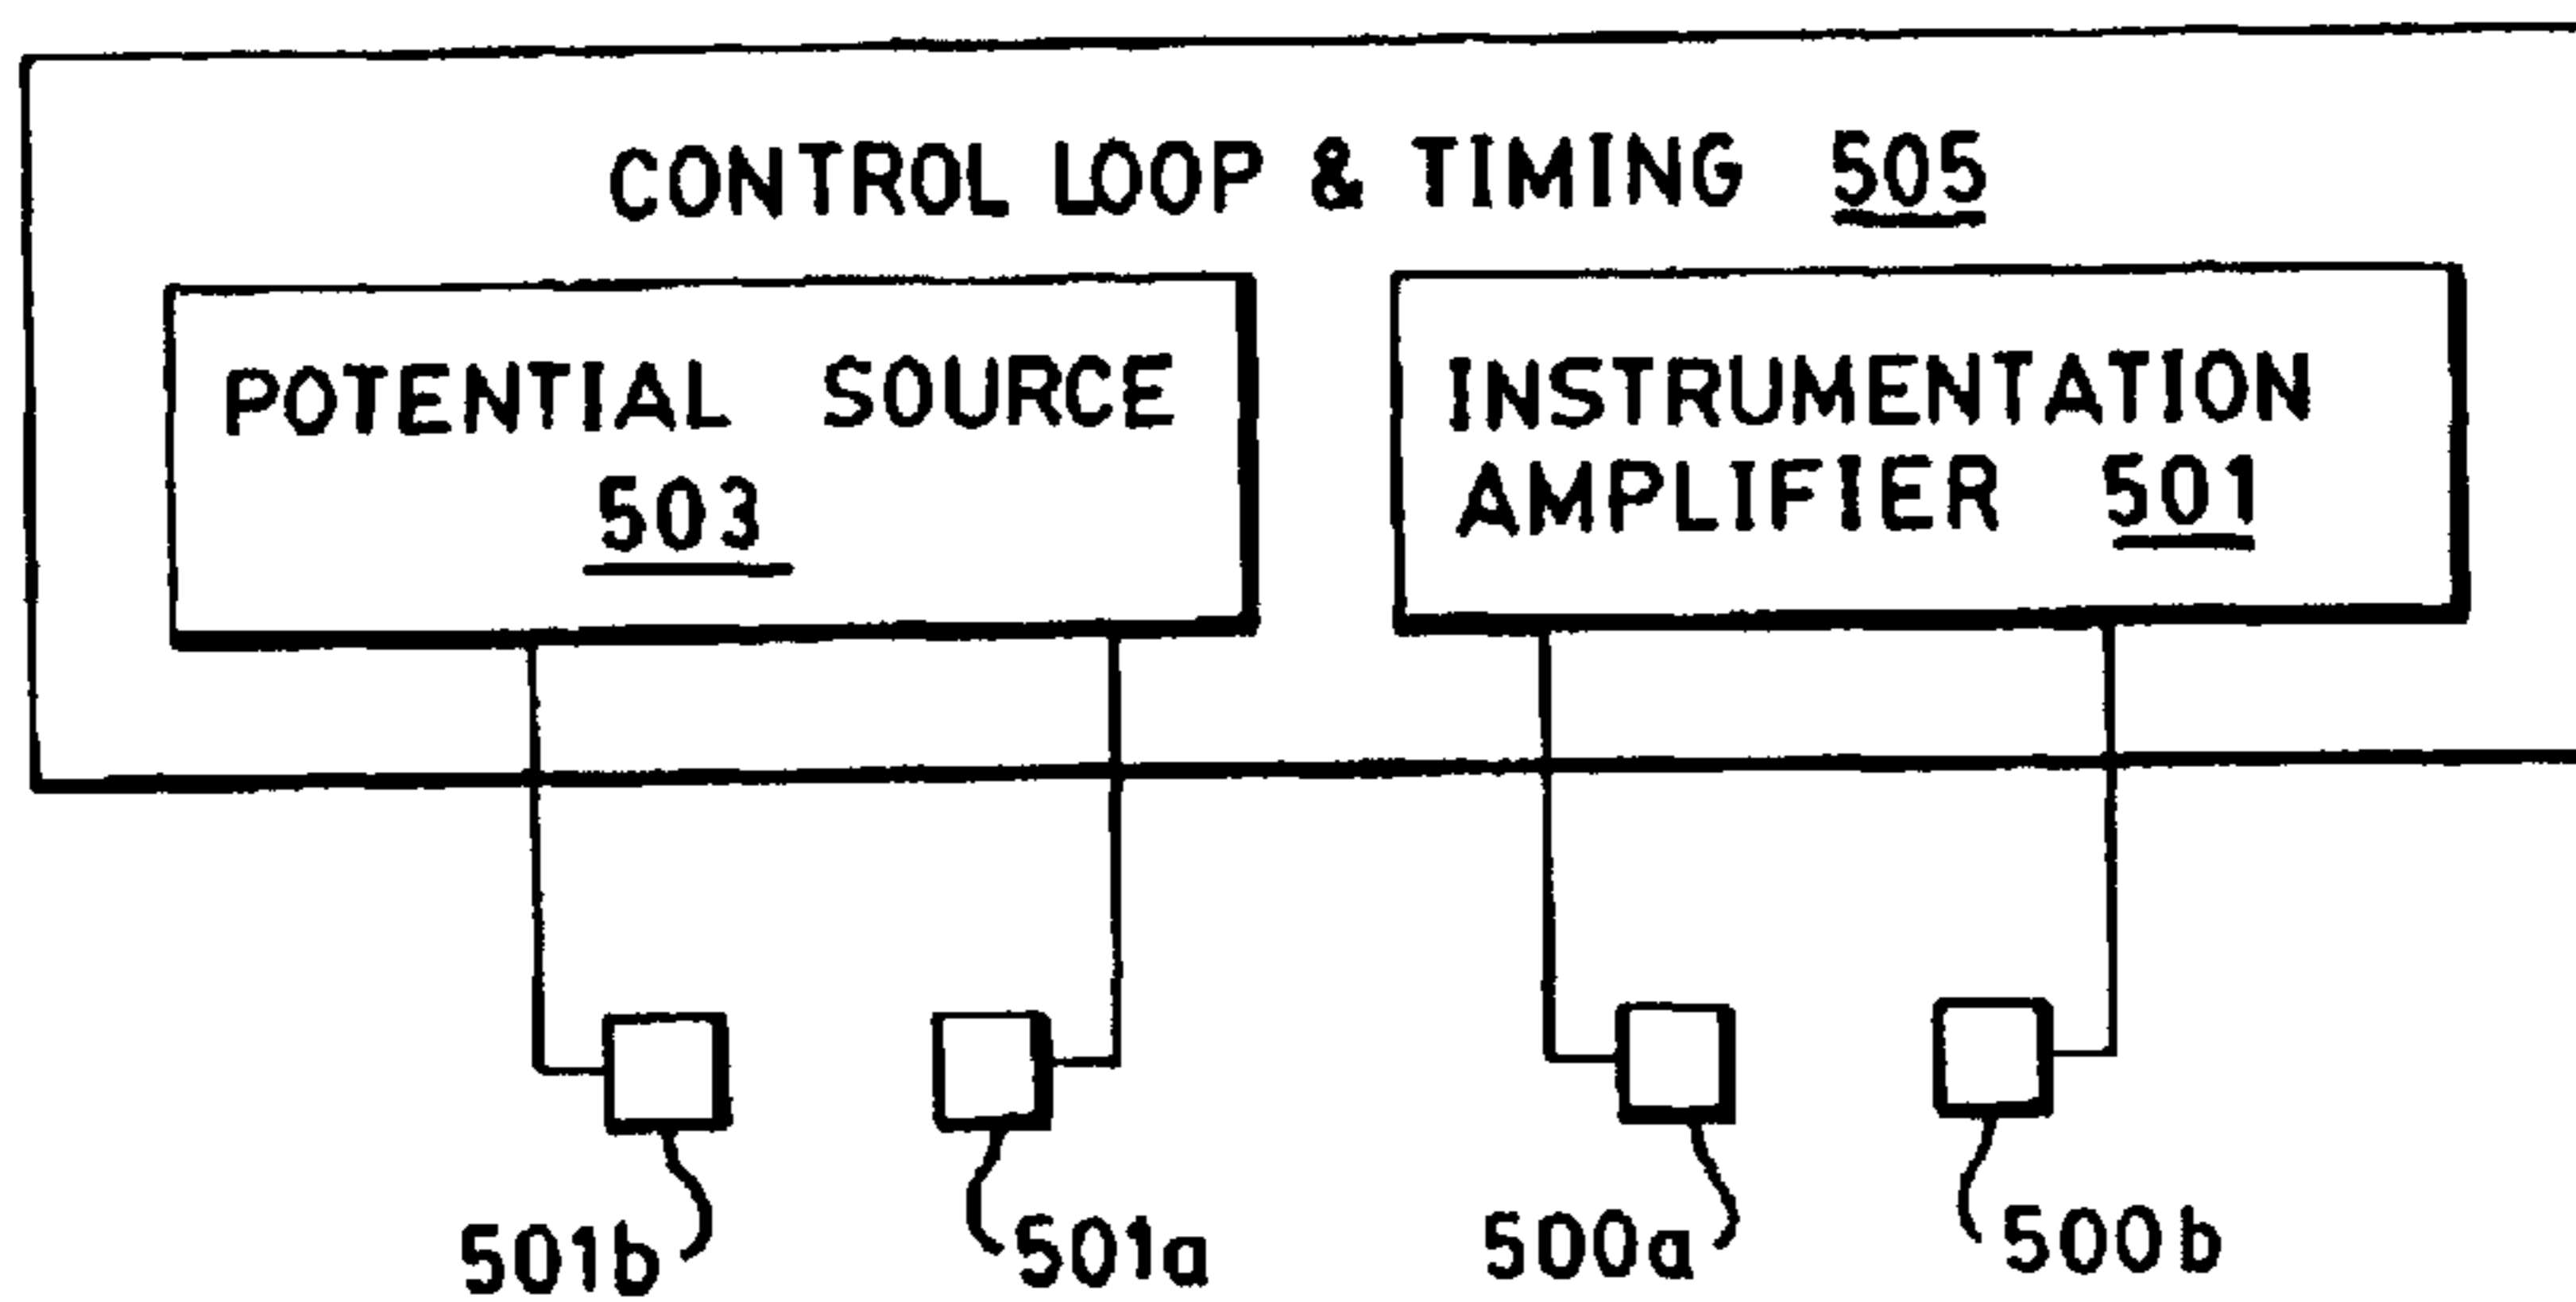 CONTROL LOOP & TIMING 505
POTENTIAL SOURCE
503
INSTRUMENTATION
AMPLIFIER 501
501b
501a
500a
500b